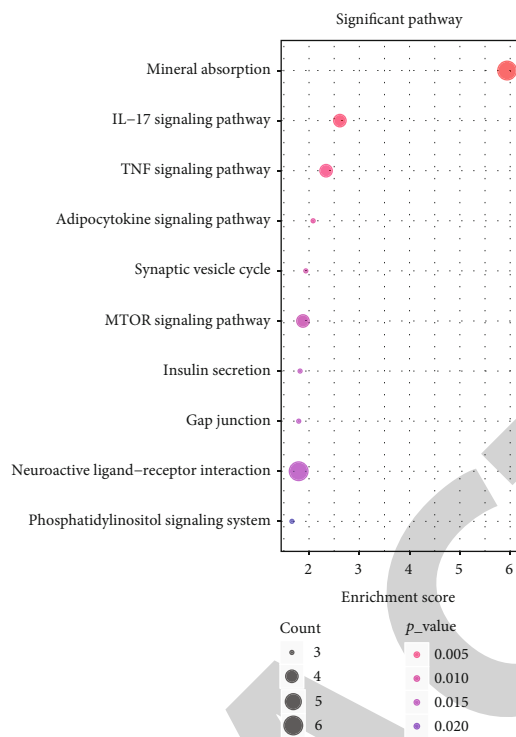 Significant pathway
Mineral absorption
IL−17 signaling pathway
TNF signaling pathway
Adipocytokine signaling pathway
Synaptic vesicle cycle
MTOR signaling pathway
Insulin secretion
Gap junction
Neuroactive ligand−receptor interaction
Phosphatidylinositol signaling system
2 3 4 5 6
Enrichment score
Count
3
4
5
6
p_value
0.005
0.010
0.015
0.020